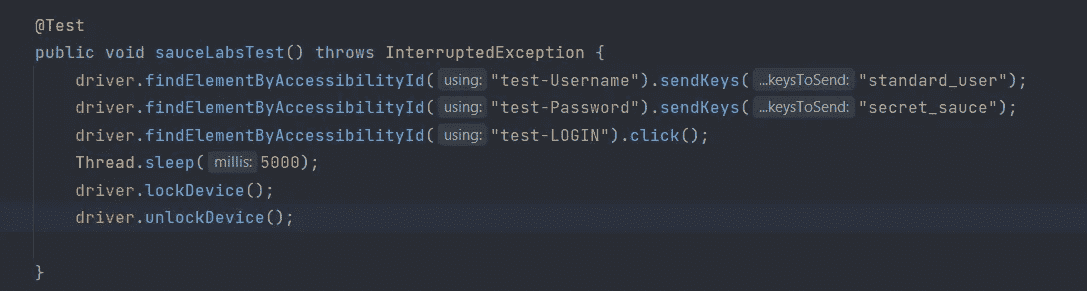 @Test
public void sauceLabsTest() throws InterruptedException {
driver.findElementByAccessibilityId( using: "test-Username").sendKeys( ...keysToSend: "standard_user");
driver.findElementByAccessibilityId( using: "test-Password").sendKeys( ...keysToSend: "secret_sauce");
driver.findElementByAccessibilityId( using: "test-LOGIN").click();
Thread.sleep( millis: 5000);
driver.lockDevice();
driver.unlockDevice();
}